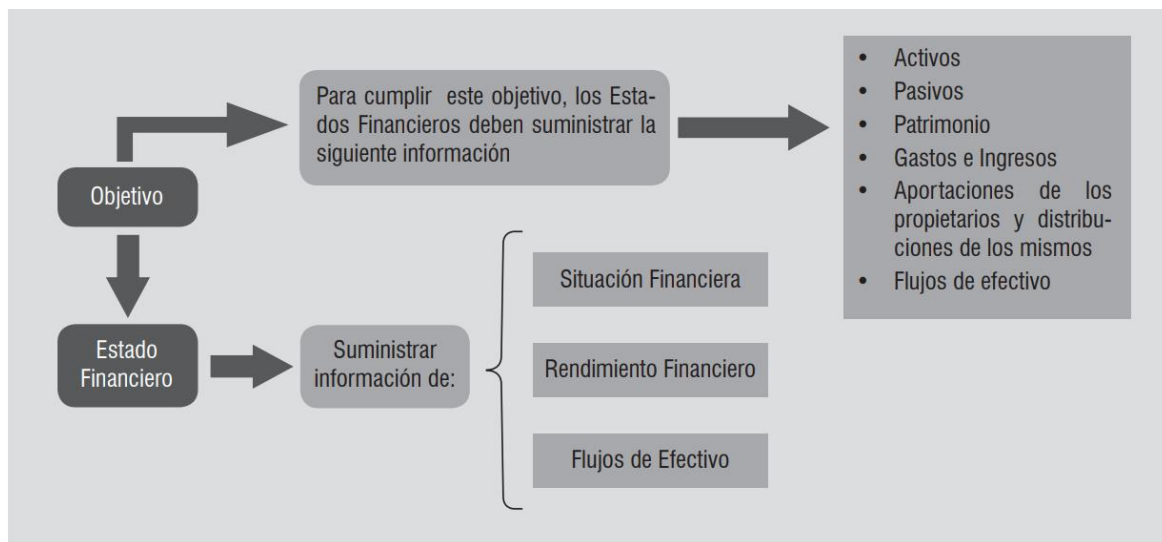 Para cumplir este objetivo, los Esta-
dos Financieros deben suministrar la
siguiente información
• Activos
• Pasivos
• Patrimonio
• Gastos e Ingresos
• Aportaciones de los
propietarios y distribu-
ciones de los mismos
• Flujos de efectivo
Objetivo
Estado
Financiero
Suministrar
información de:
Situación Financiera
Rendimiento Financiero
Flujos de Efectivo